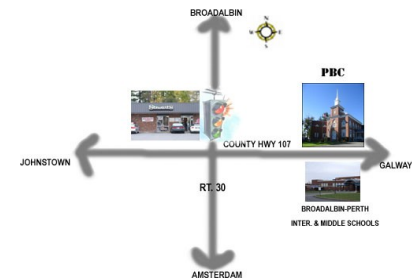 BROADALBIN
N
W E
S
PBC
COUNTY HWY 107
JOHNSTOWN
GALWAY
RT. 30
BROADALBIN-PERTH
INTER. & MIDDLE SCHOOLS
AMSTERDAM